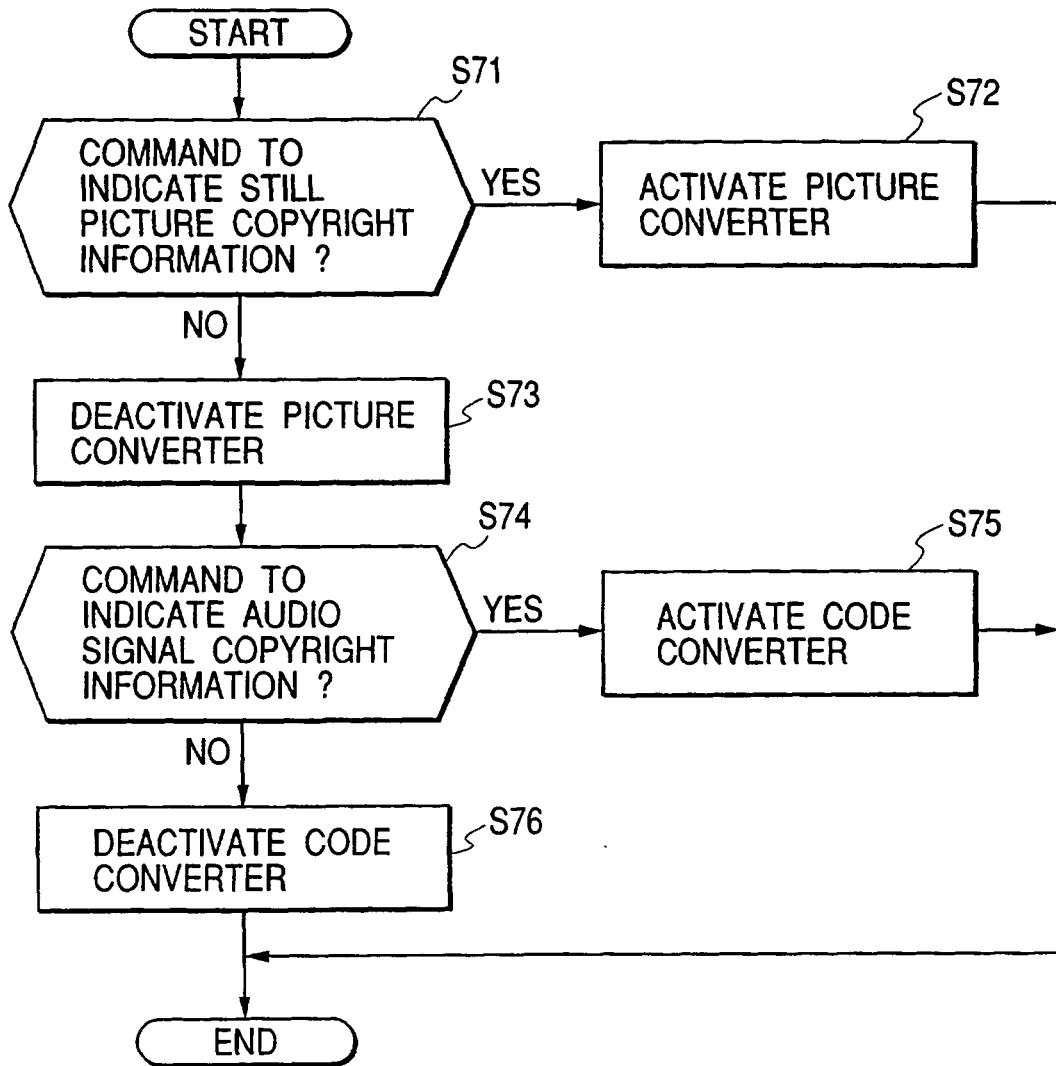 START
S71
COMMAND TO
INDICATE STILL
PICTURE COPYRIGHT
INFORMATION ?
YES
S72
ACTIVATE PICTURE
CONVERTER
NO
S73
DEACTIVATE PICTURE
CONVERTER
S74
COMMAND TO
INDICATE AUDIO
SIGNAL COPYRIGHT
INFORMATION ?
YES
S75
ACTIVATE CODE
CONVERTER
NO
S76
DEACTIVATE CODE
CONVERTER
END